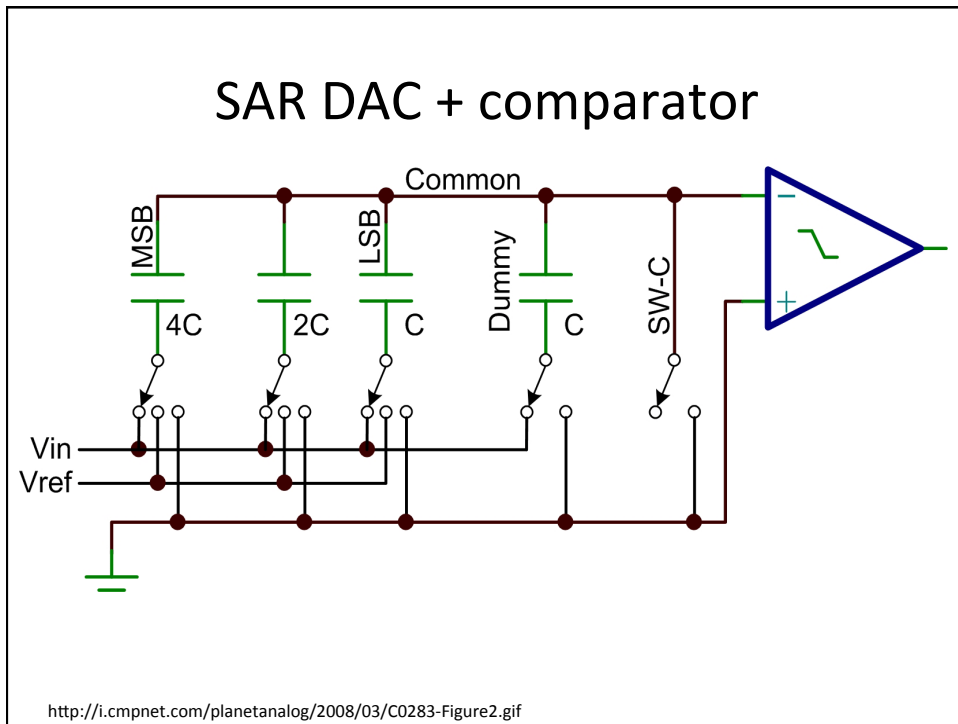 SAR DAC + comparator
Common
MSB
LSB
Dummy
SW-C
4C
2C
C
C
Vin
Vref
http://i.cmpnet.com/planetanalog/2008/03/C0283-Figure2.gif